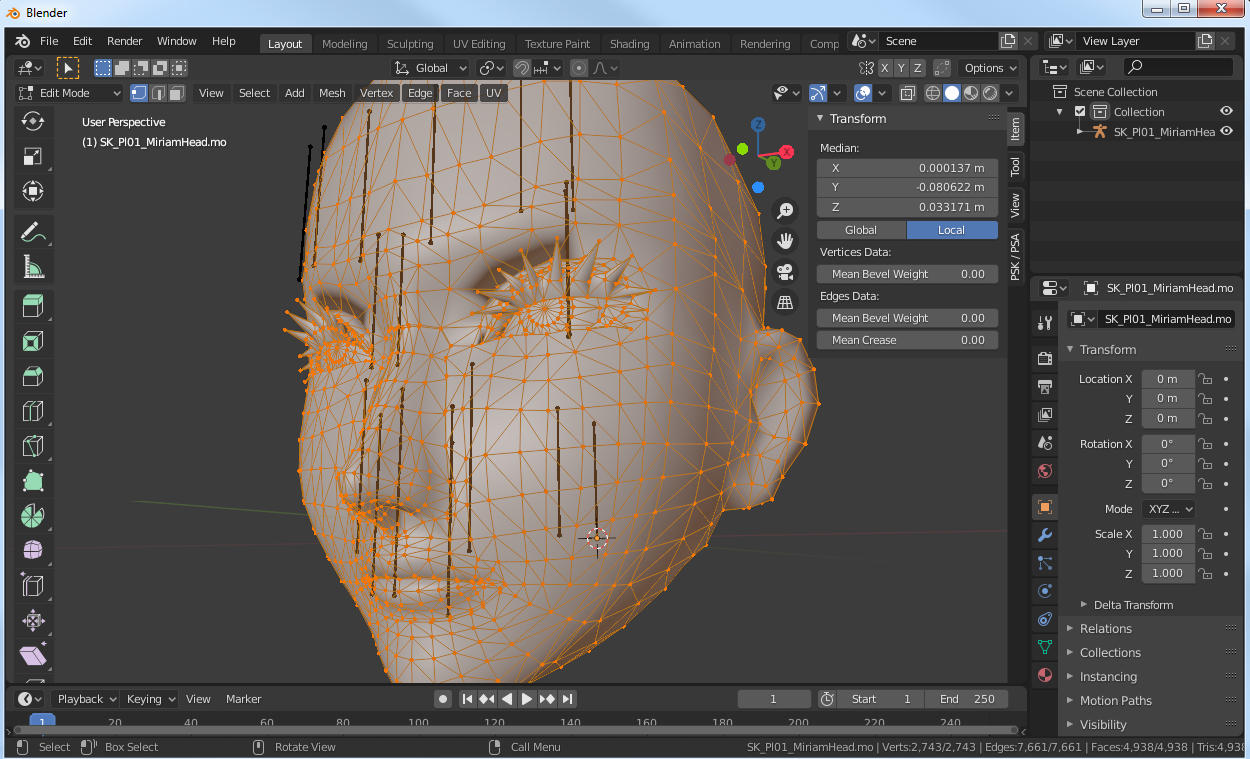 Blender
File Edit Render Window Help Layout Modeling Sculpting UV Editing Texture Paint Shading Animation Rendering Comp Scene View Layer
Global X Y Z Options
Edit Mode View Select Add Mesh Vertex Edge Face UV
User Perspective
(1) SK_PI01_MiriamHead.mo
Z
X
Y
Transform
Median:
X 0.000137 m
Y -0.080622 m
Z 0.033171 m
Global Local
Vertices Data:
Mean Bevel Weight 0.00
Edges Data:
Mean Bevel Weight 0.00
Mean Crease 0.00
Item
Tool
View
PSK / PSA
Scene Collection
Collection
SK_PI01_MiriamHea
SK_PI01_MiriamHead.mo
SK_PI01_MiriamHead.mo
Transform
Location X 0 m
Y 0 m
Z 0 m
Rotation X 0°
Y 0°
Z 0°
Mode XYZ ...
Scale X 1.000
Y 1.000
Z 1.000
Delta Transform
Relations
Collections
Instancing
Motion Paths
Visibility
Playback Keying View Marker 1 Start 1 End 250
1 20 40 60 80 100 120 140 160 180 200 220 240
Select Box Select Rotate View Call Menu SK_PI01_MiriamHead.mo | Verts:2,743/2,743 | Edges:7,661/7,661 | Faces:4,938/4,938 | Tris:4,938